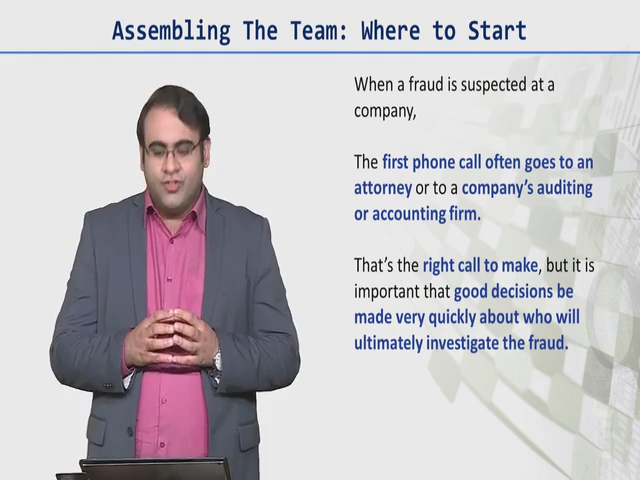 Assembling The Team: Where to Start
When a fraud is suspected at a
company,
The first phone call often goes to an
attorney or to a company's auditing
or accounting firm.
That's the right call to make, but it is
important that good decisions be
made very quickly about who will
ultimately investigate the fraud.